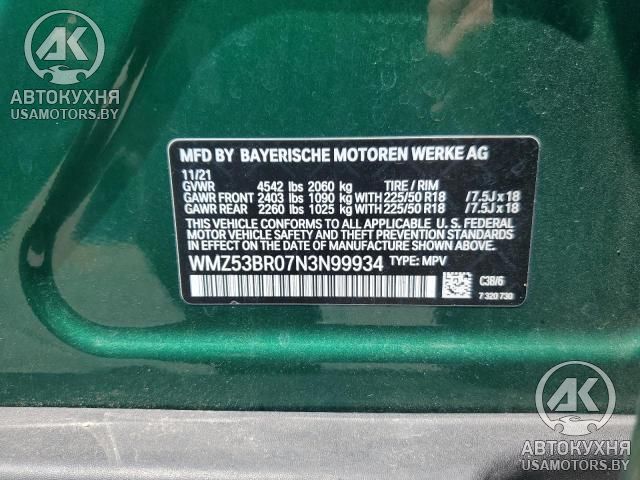 AK
АВТОКУХНЯ
USAMOTORS.BY
MFD BY BAYERISCHE MOTOREN WERKE AG
11/21
GVWR 4542 lbs 2060 kg TIRE / RIM
GAWR FRONT 2403 lbs 1090 kg WITH 225/50 R18 /7.5J x 18
GAWR REAR 2260 lbs 1025 kg WITH 225/50 R18 /7.5J x 18
THIS VEHICLE CONFORMS TO ALL APPLICABLE U. S. FEDERAL
MOTOR VEHICLE SAFETY, BUMPER, AND THEFT PREVENTION
STANDARDS IN EFFECT ON THE DATE OF MANUFACTURE
SHOWN ABOVE.
WMZ53BR07N3N99934 TYPE: MPV
C38/6
7 320 730
AK
АВТОКУХНЯ
USAMOTORS.BY